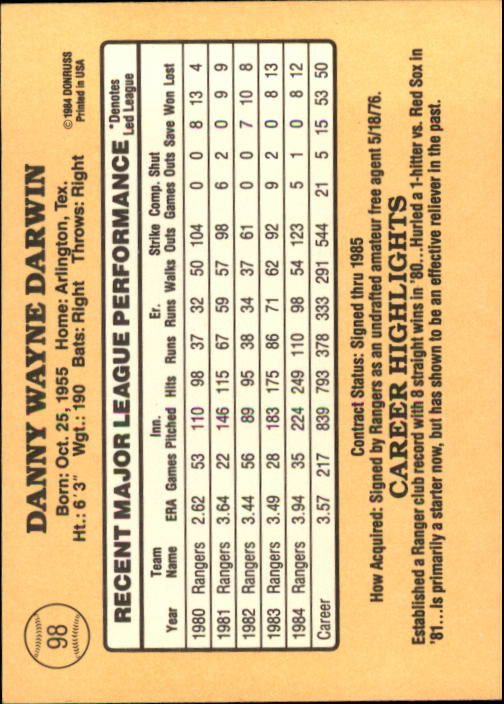 98
DANNY WAYNE DARWIN
Born: Oct. 25, 1955 Home: Arlington, Tex.
Ht.: 6'3" Wgt.: 190 Bats: Right Throws: Right
© 1984 DONRUSS
Printed in USA
RECENT MAJOR LEAGUE PERFORMANCE
*Denotes
Led League
Team Inn. Er. Strike Comp. Shut
Year Name ERA Games Pitched Hits Runs Runs Walks Outs Games Outs Save Won Lost
1980 Rangers 2.62 53 110 98 37 32 50 104 0 0 8 13 4
1981 Rangers 3.64 22 146 115 67 59 57 98 6 2 0 9 9
1982 Rangers 3.44 56 89 95 38 34 37 61 0 0 7 10 8
1983 Rangers 3.49 28 183 175 86 71 62 92 9 2 0 8 13
1984 Rangers 3.94 35 224 249 110 98 54 123 5 1 0 8 12
Career 3.57 217 839 793 378 333 291 544 21 5 15 53 50
Contract Status: Signed thru 1985
How Acquired: Signed by Rangers as an undrafted amateur free agent 5/18/76.
CAREER HIGHLIGHTS
Established a Ranger club record with 8 straight wins in '80...Hurled a 1-hitter vs. Red Sox in
'81...Is primarily a starter now, but has shown to be an effective reliever in the past.